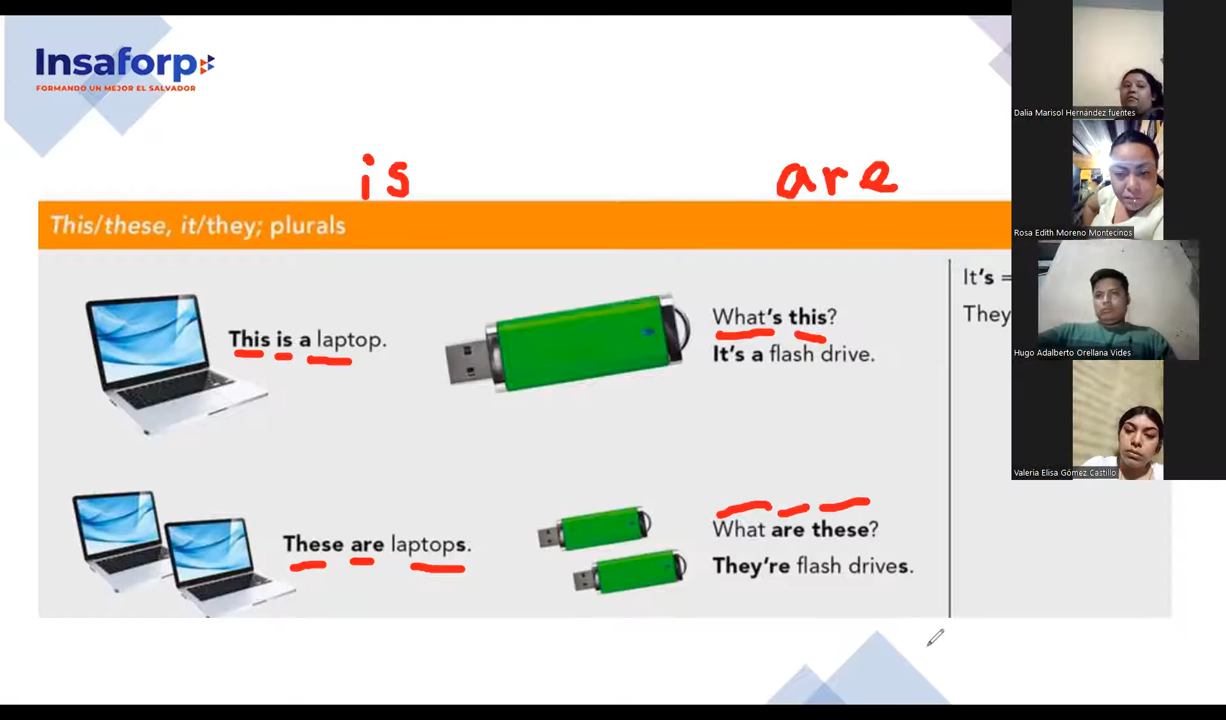 Insaforp
FORMANDO UN MEJOR EL SALVADOR
is
are
This/these, it/they; plurals
This is a laptop.
What's this?
It's a flash drive.
It's =
They
These are laptops.
What are these?
They're flash drives.
Dalia Marisol Hernández fuentes
Rosa Edith Moreno Montecinos
Hugo Adalberto Orellana Vides
Valeria Elisa Gómez Castillo